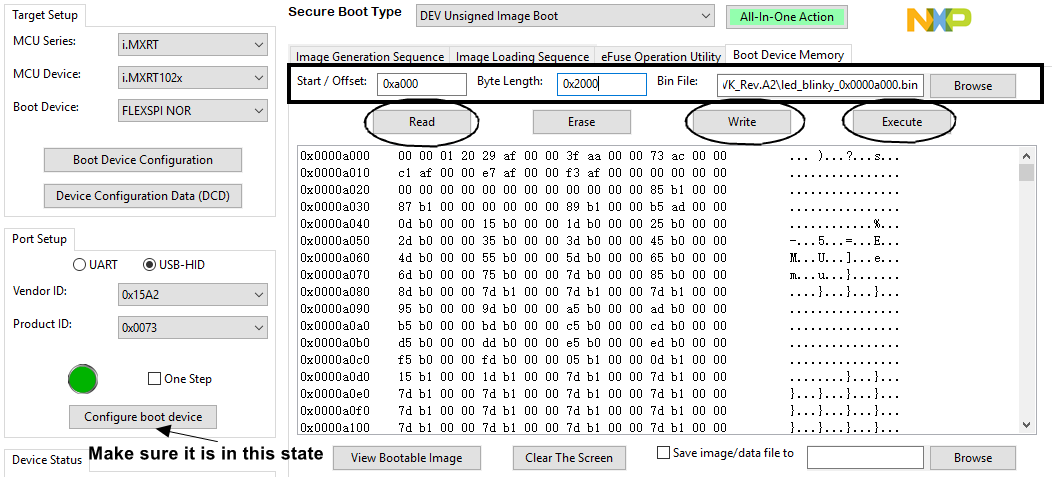 Target Setup
MCU Series: i.MXRT
MCU Device: i.MXRT102x
Boot Device: FLEXSPI NOR
Boot Device Configuration
Device Configuration Data (DCD)
Port Setup
UART USB-HID
Vendor ID: 0x15A2
Product ID: 0x0073
One Step
Configure boot device
Make sure it is in this state
Device Status
Secure Boot Type DEV Unsigned Image Boot All-In-One Action NXP
Image Generation Sequence Image Loading Sequence eFuse Operation Utility Boot Device Memory
Start / Offset: 0xa000 Byte Length: 0x2000 Bin File: VK_Rev.A2\led_blinky_0x0000a000.bin Browse
Read Erase Write Execute
0x0000a000 00 00 01 20 29 af 00 00 3f aa 00 00 73 ac 00 00 ... )...?...s...
0x0000a010 c1 af 00 00 e7 af 00 00 f3 af 00 00 00 00 00 00 ................
0x0000a020 00 00 00 00 00 00 00 00 00 00 00 00 85 b1 00 00 ................
0x0000a030 87 b1 00 00 00 00 00 00 89 b1 00 00 b5 ad 00 00 ................
0x0000a040 0d b0 00 00 15 b0 00 00 1d b0 00 00 25 b0 00 00 ............%...
0x0000a050 2d b0 00 00 35 b0 00 00 3d b0 00 00 45 b0 00 00 -...5...=...E...
0x0000a060 4d b0 00 00 55 b0 00 00 5d b0 00 00 65 b0 00 00 M...U...]...e...
0x0000a070 6d b0 00 00 75 b0 00 00 7d b0 00 00 85 b0 00 00 m...u...}.......
0x0000a080 8d b0 00 00 7d b1 00 00 7d b1 00 00 7d b1 00 00 ....}...}...}...
0x0000a090 95 b0 00 00 9d b0 00 00 a5 b0 00 00 ad b0 00 00 ................
0x0000a0a0 b5 b0 00 00 bd b0 00 00 c5 b0 00 00 cd b0 00 00 ................
0x0000a0b0 d5 b0 00 00 dd b0 00 00 e5 b0 00 00 ed b0 00 00 ................
0x0000a0c0 f5 b0 00 00 fd b0 00 00 05 b1 00 00 0d b1 00 00 ................
0x0000a0d0 15 b1 00 00 1d b1 00 00 7d b1 00 00 7d b1 00 00 ........}...}...
0x0000a0e0 7d b1 00 00 7d b1 00 00 7d b1 00 00 7d b1 00 00 }...}...}...}...
0x0000a0f0 7d b1 00 00 7d b1 00 00 7d b1 00 00 7d b1 00 00 }...}...}...}...
0x0000a100 7d b1 00 00 7d b1 00 00 7d b1 00 00 7d b1 00 00 }...}...}...}...
View Bootable Image Clear The Screen Save image/data file to Browse